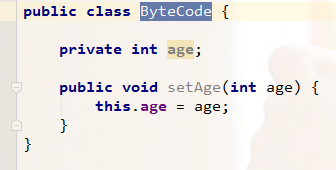 public class ByteCode {
private int age;
public void setAge(int age) {
this.age = age;
}
}